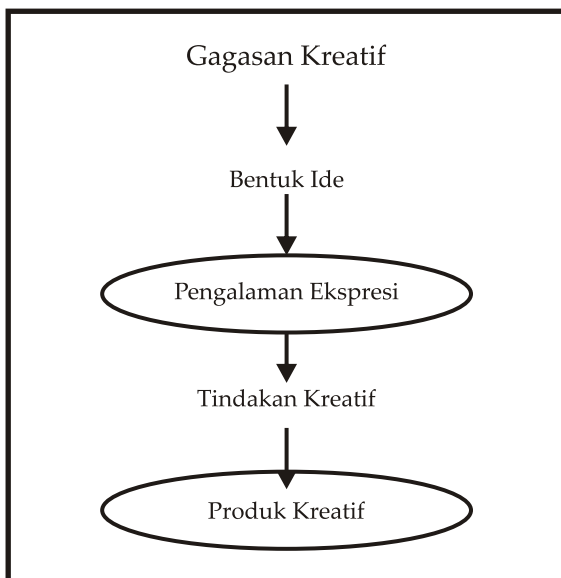 Gagasan Kreatif
Bentuk Ide
Pengalaman Ekspresi
Tindakan Kreatif
Produk Kreatif